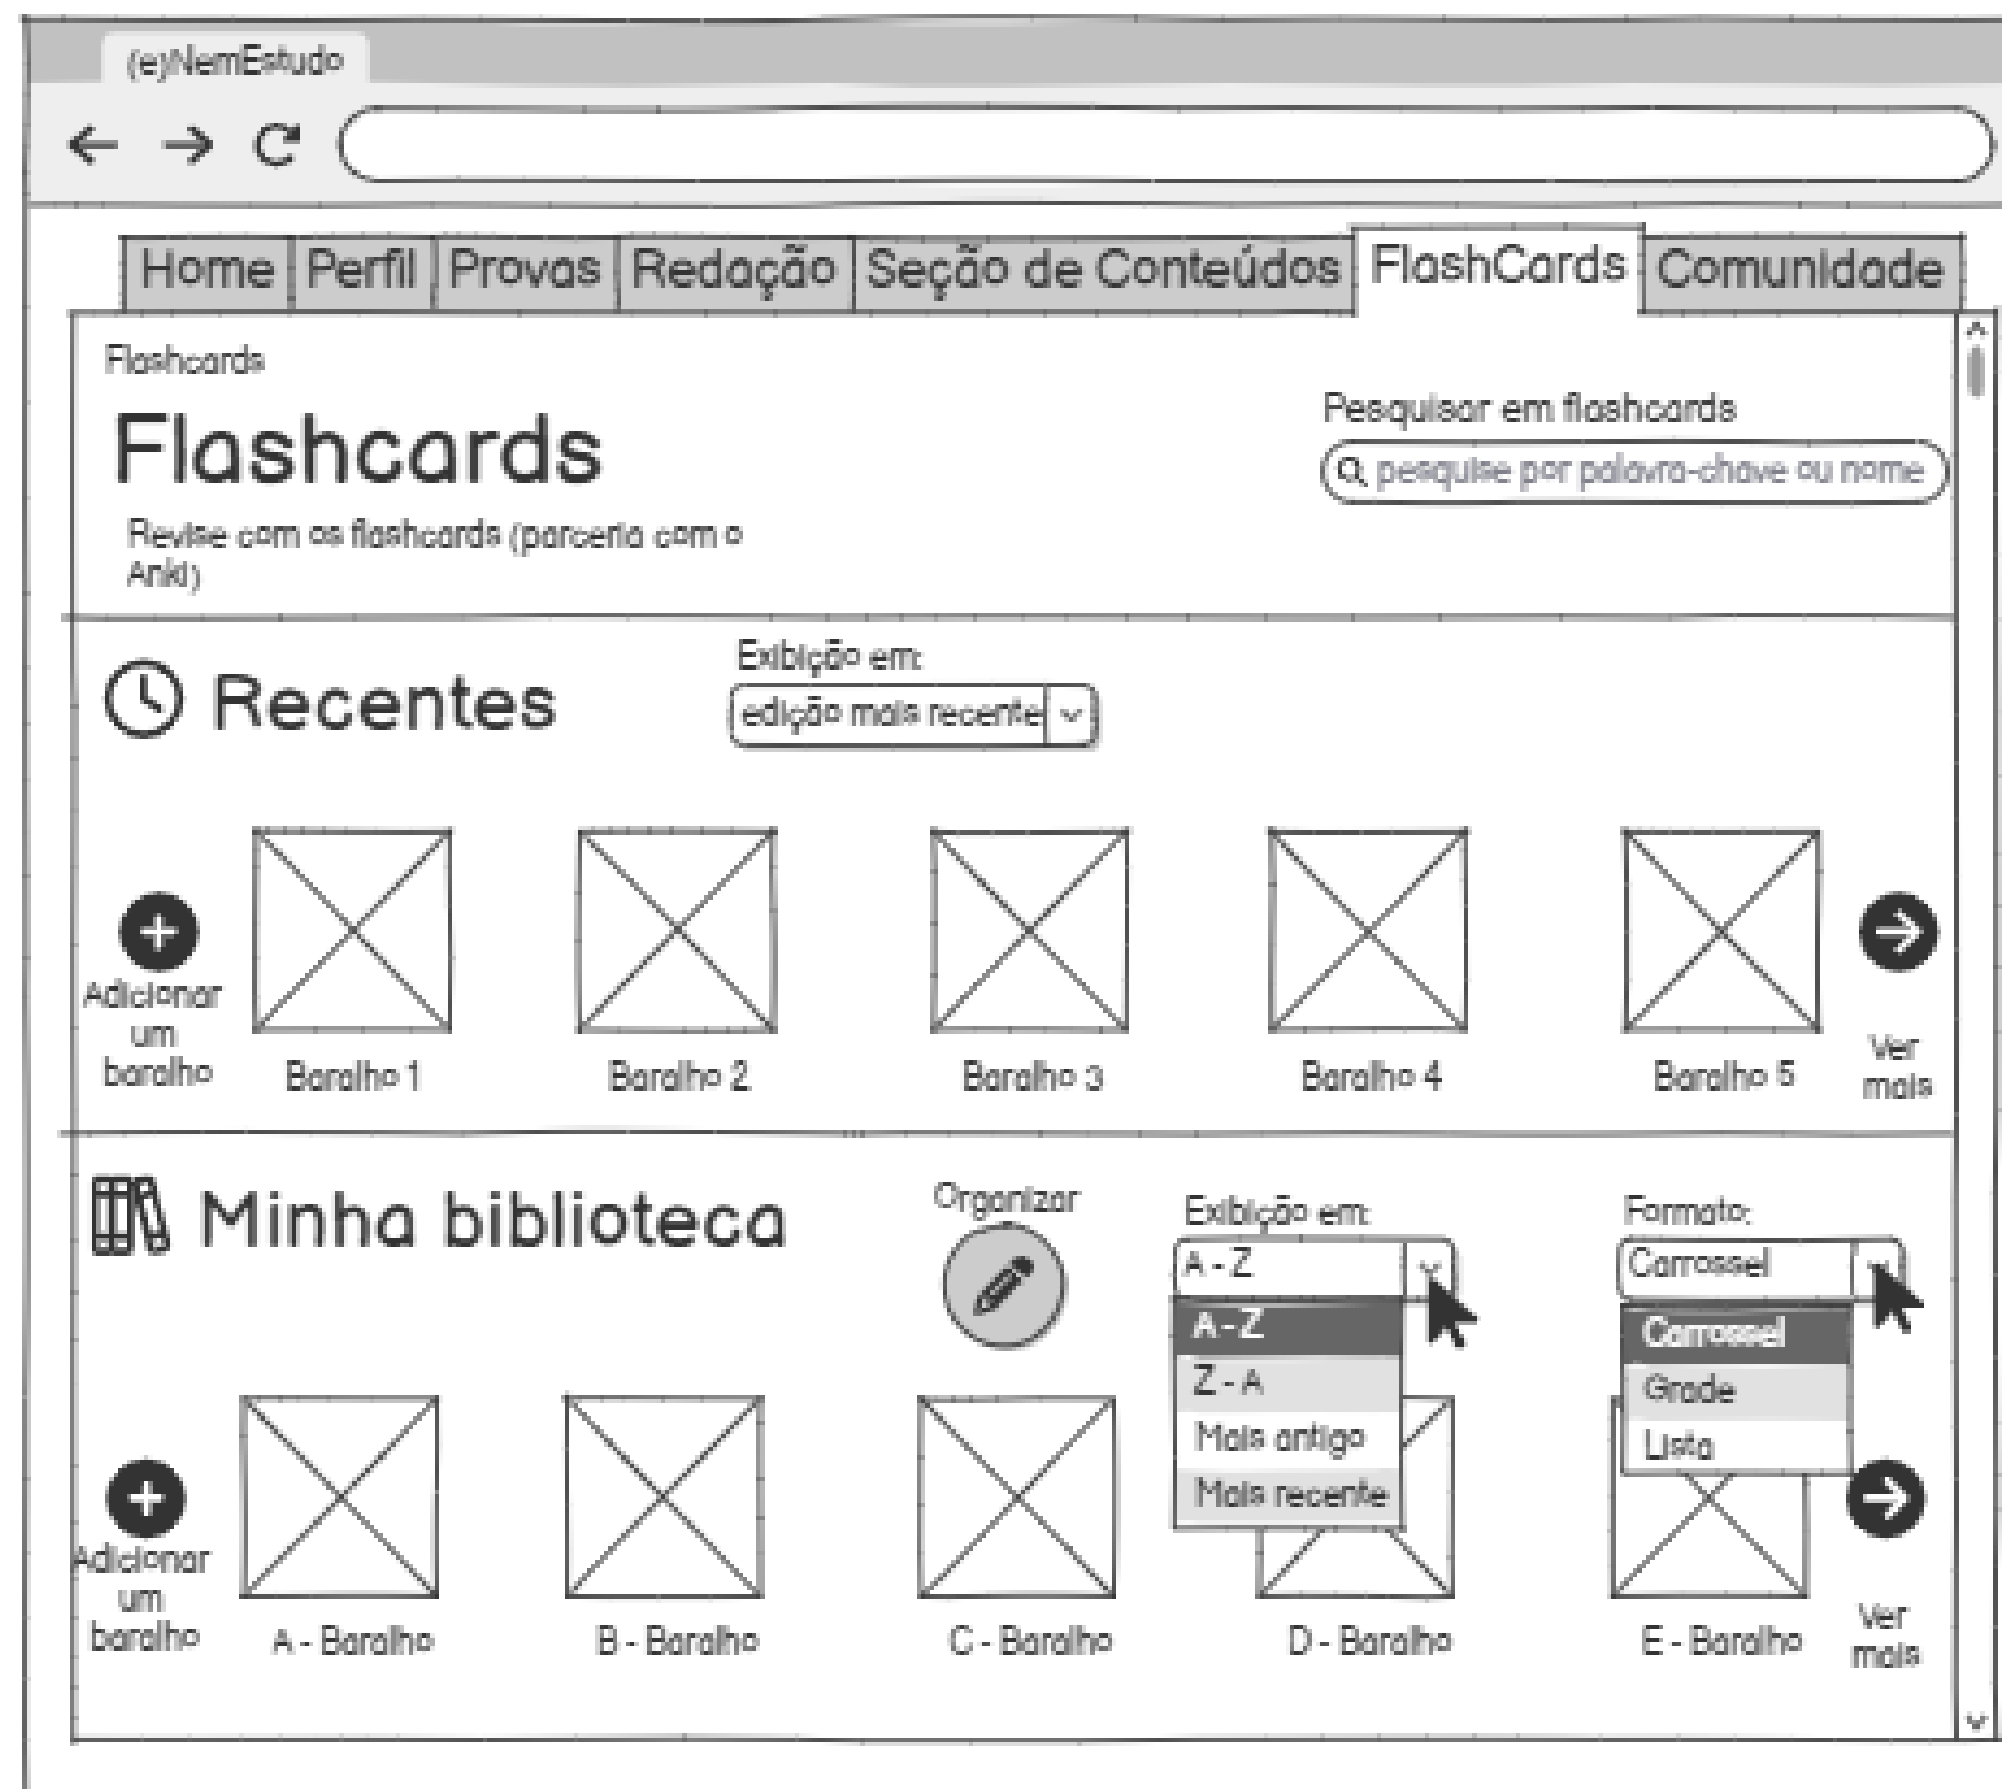 (e)NemEstudo
Home Perfil Provas Redação Seção de Conteúdos FlashCards Comunidade
Flashcards
Flashcards
Pesquisar em flashcards
pesquise por palavra-chave ou nome
Revise com os flashcards (parceria com o
Anki)
Recentes
Exibição em:
edição mais recente
Adicionar
um
baralho
Baralho 1
Baralho 2
Baralho 3
Baralho 4
Baralho 5
Ver
mais
Minha biblioteca
Organizar
Exibição em:
A - Z
A - Z
Z - A
Mais antigo
Mais recente
Formato:
Carrossel
Carrossel
Grade
Lista
Adicionar
um
baralho
A - Baralho
B - Baralho
C - Baralho
D - Baralho
E - Baralho
Ver
mais